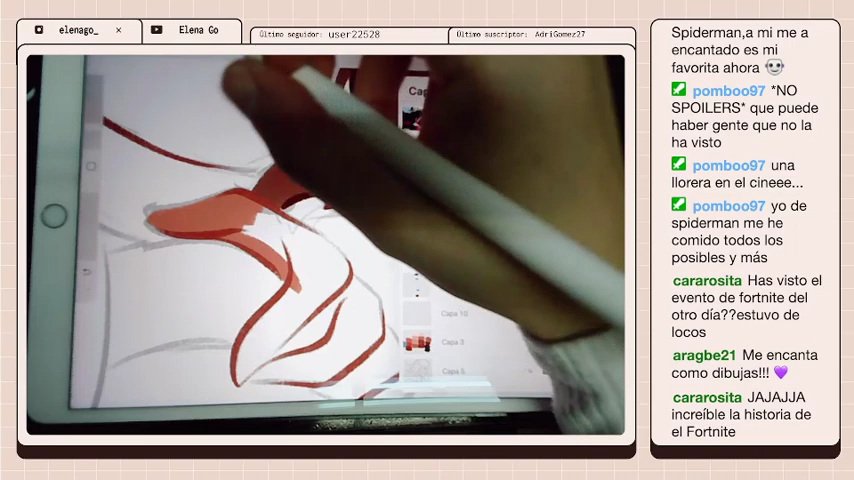 elenago_ ×
Elena Go
Último seguidor: user22528
Último suscriptor: AdriGomez27
Spiderman,a mi me a
encantado es mi
favorita ahora
pomboo97 *NO
SPOILERS* que puede
haber gente que no la
ha visto
pomboo97 una
llorera en el cineee...
pomboo97 yo de
spiderman me he
comido todos los
posibles y más
cararosita Has visto el
evento de fortnite del
otro día??estuvo de
locos
aragbe21 Me encanta
como dibujas!!! 💜
cararosita JAJAJJA
increíble la historia de
el Fortnite
Cap
Capa 10
Capa 3
Capa 5